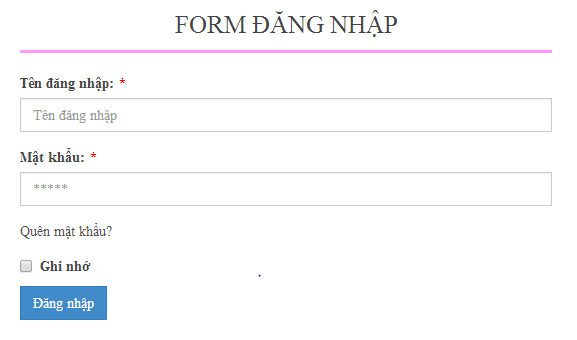 FORM ĐĂNG NHẬP
Tên đăng nhập: *
Tên đăng nhập
Mật khẩu: *
*****
Quên mật khẩu?
Ghi nhớ
.
Đăng nhập